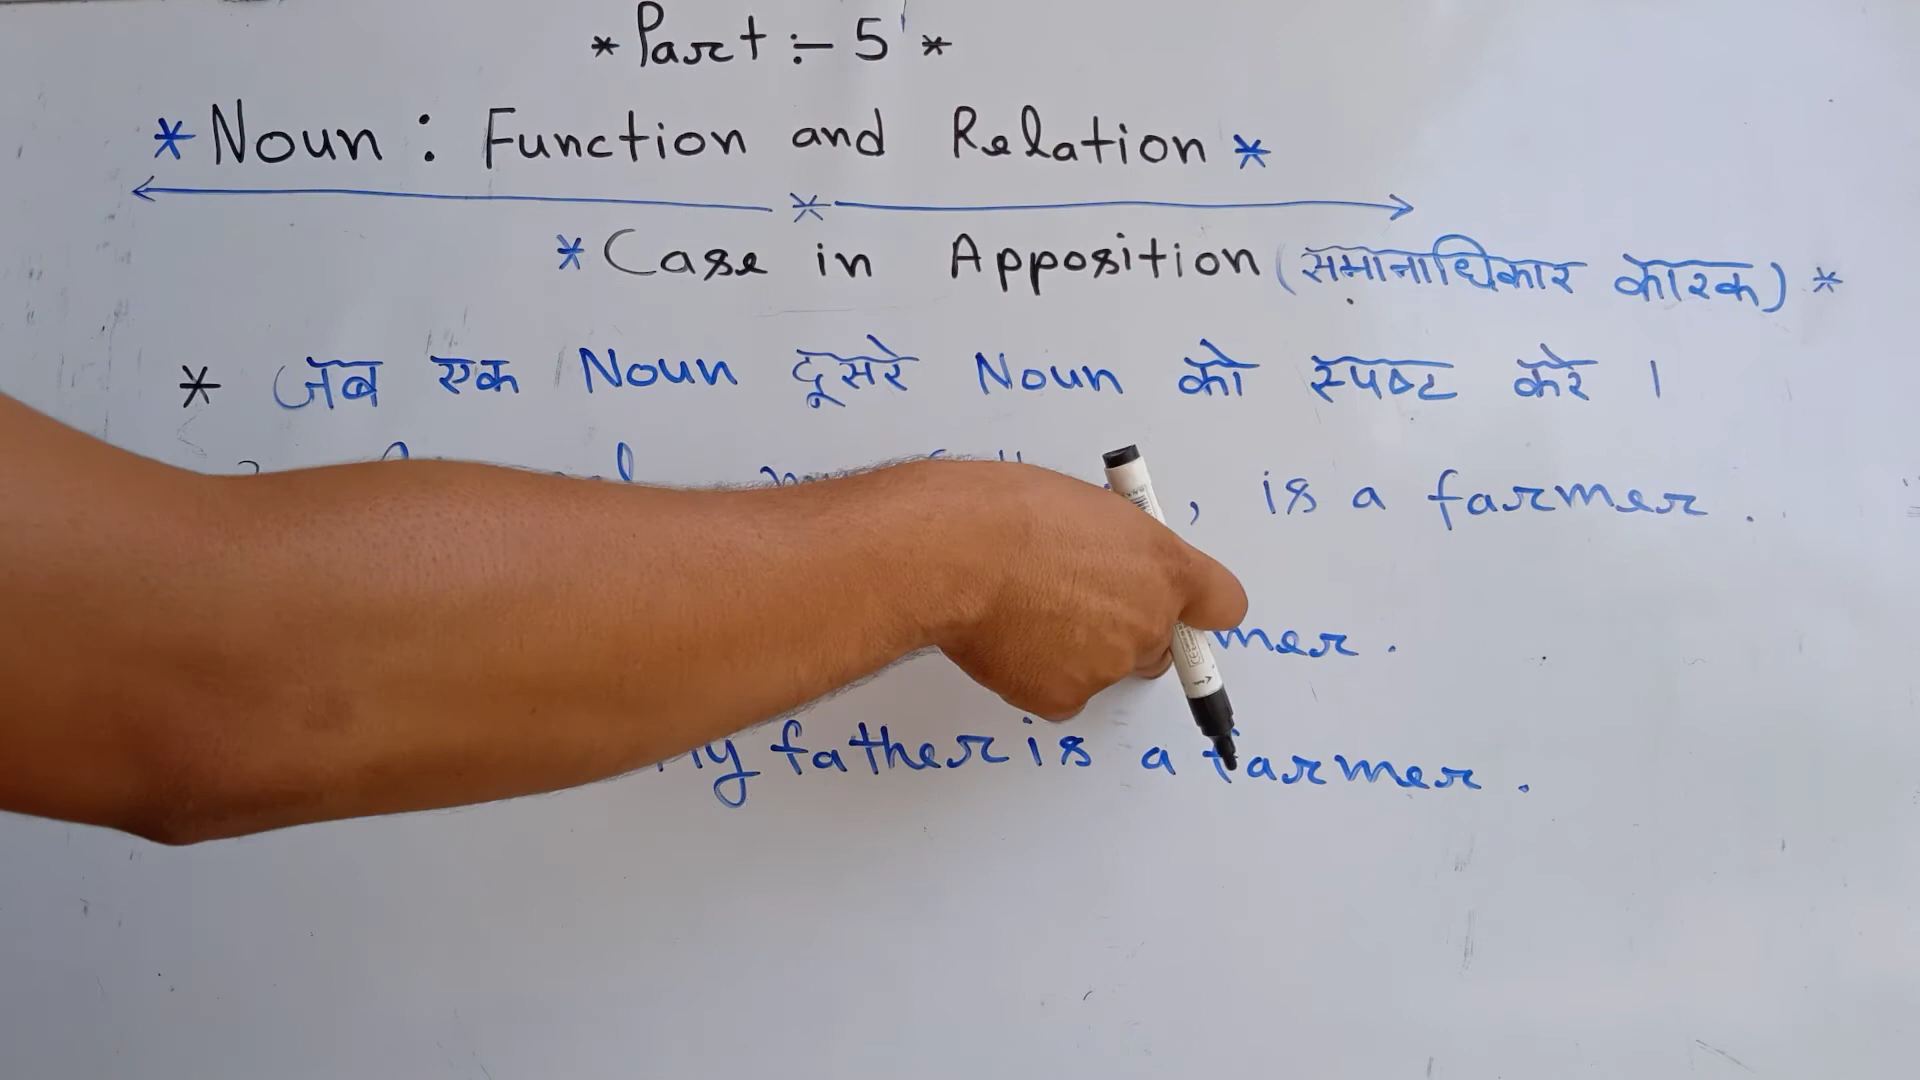 * Part :- 5 *
* Noun : Function and Relation *
* Case in Apposition (समानाधिकार कारक) *
* जब एक Noun दूसरे Noun को स्पष्ट करे ।
, is a farmer .
mer .
My father is a farmer .